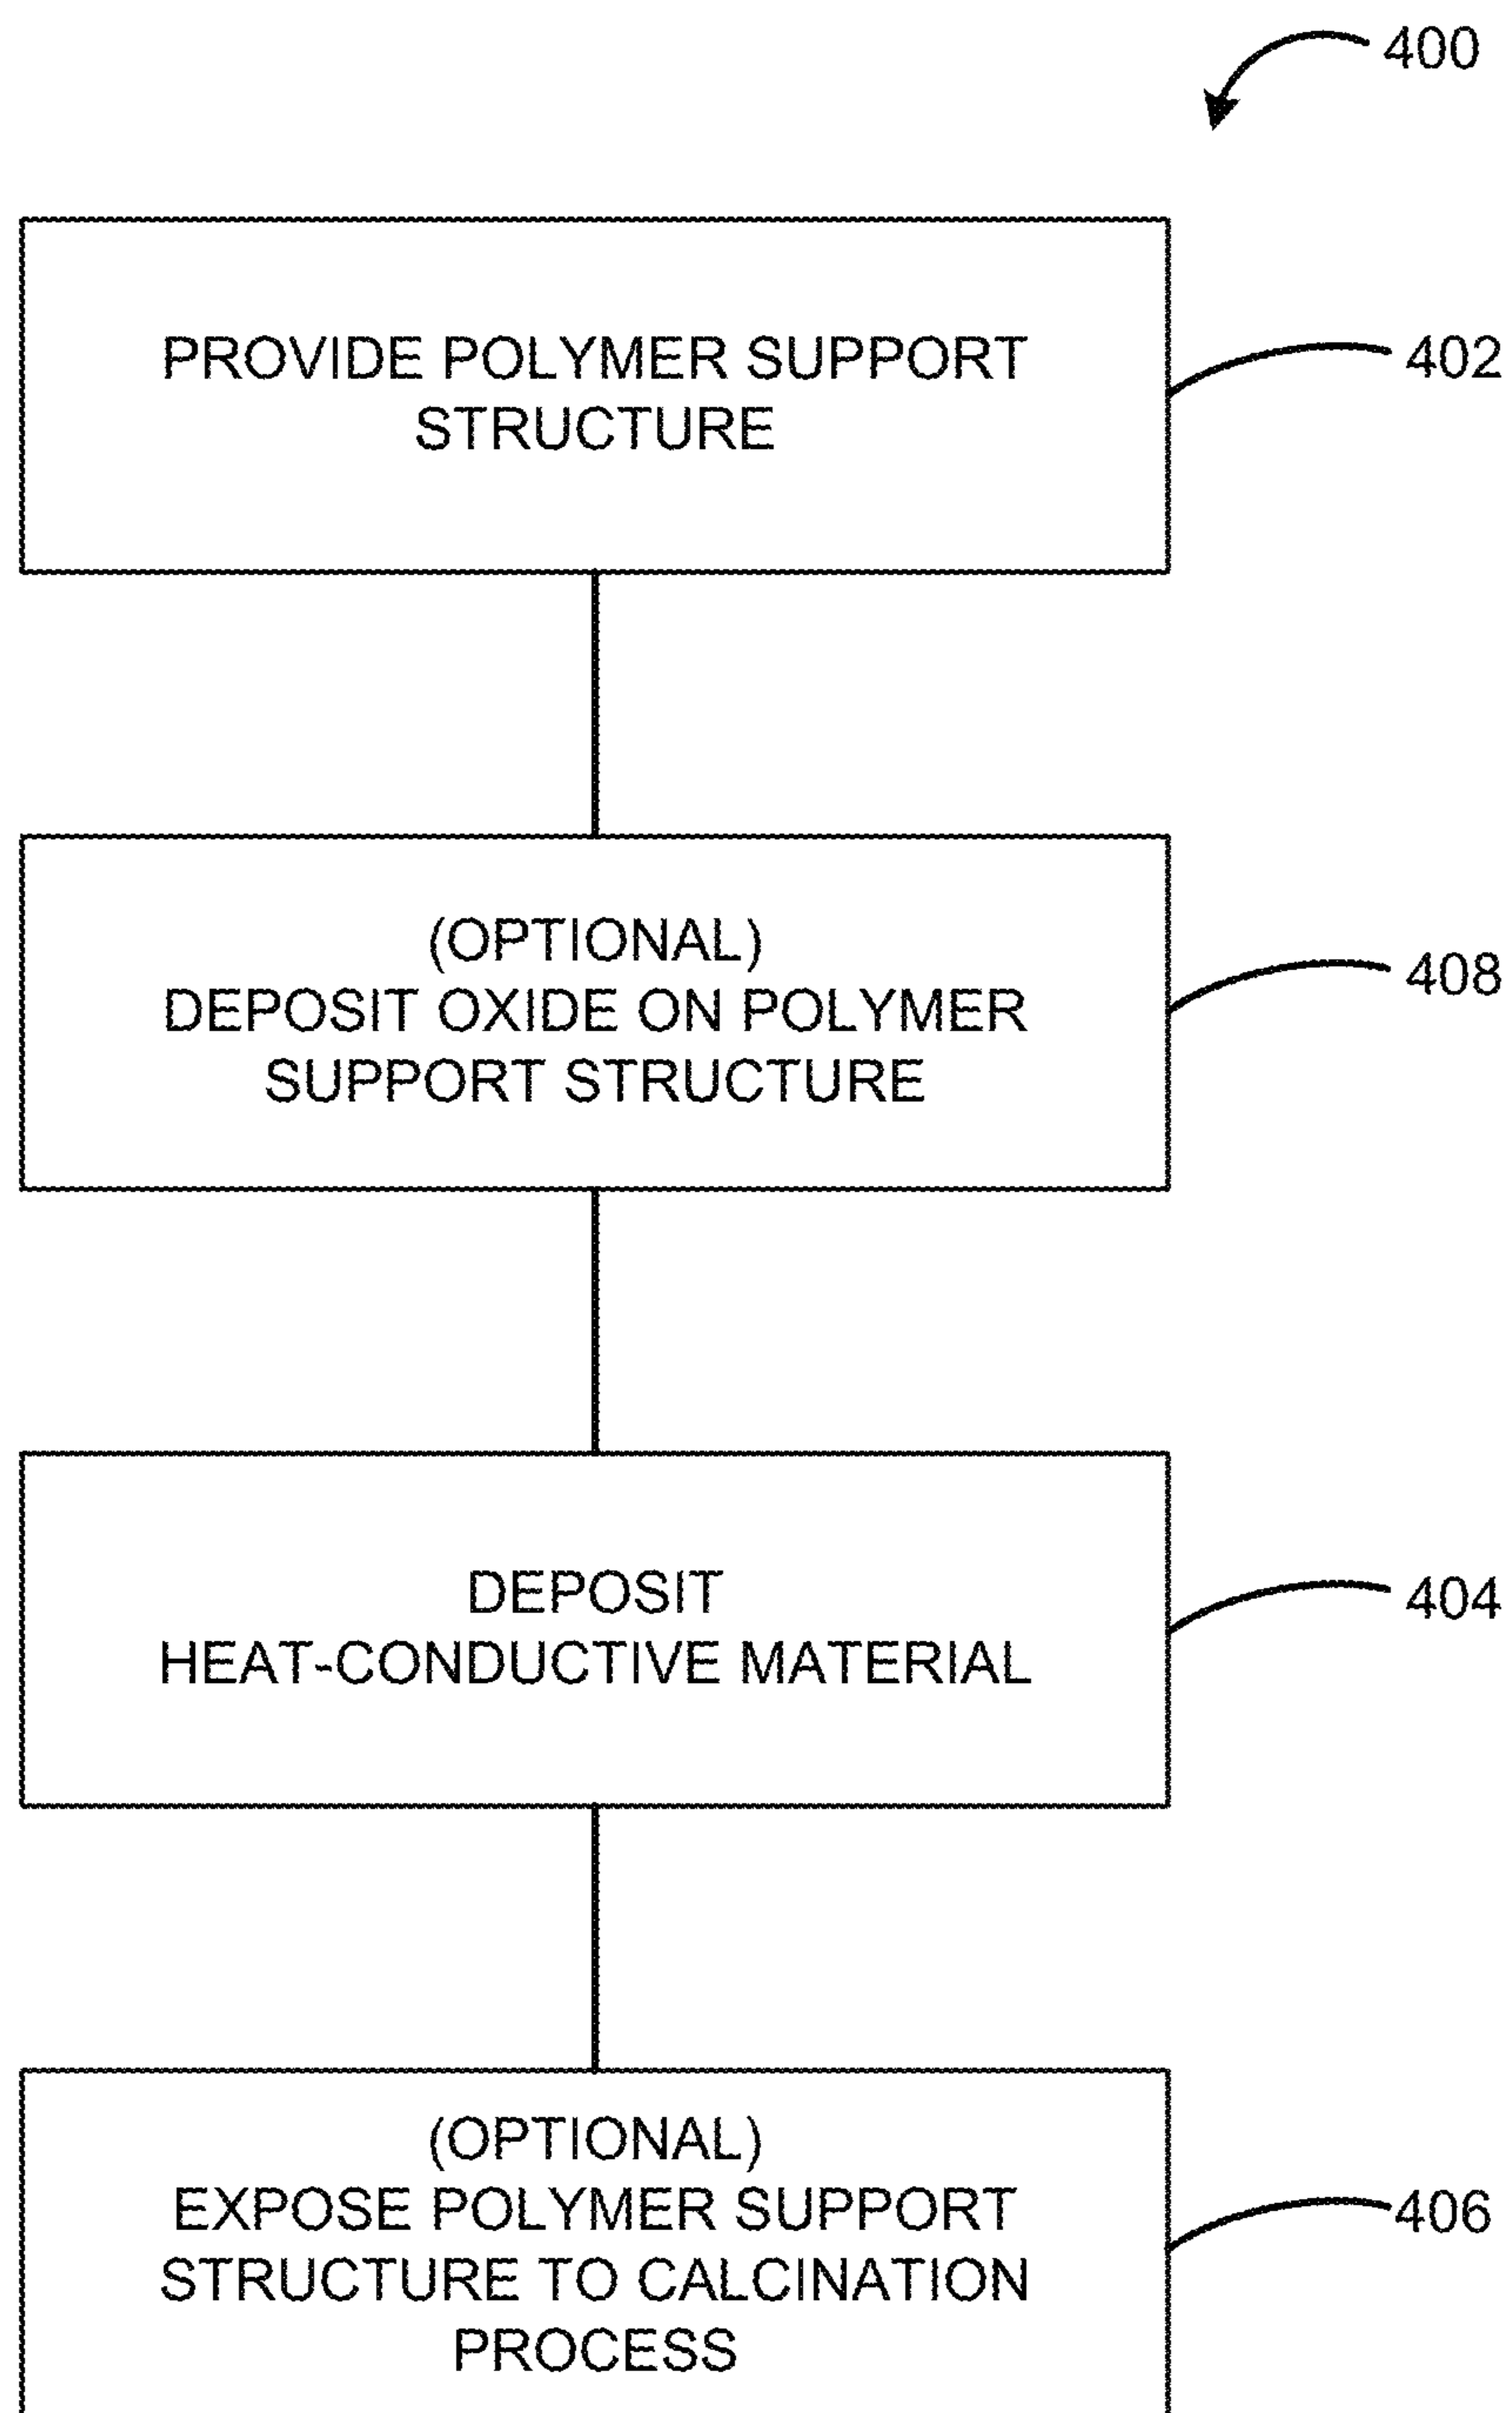 400
PROVIDE POLYMER SUPPORT
STRUCTURE
402
(OPTIONAL)
DEPOSIT OXIDE ON POLYMER
SUPPORT STRUCTURE
408
DEPOSIT
HEAT-CONDUCTIVE MATERIAL
404
(OPTIONAL)
EXPOSE POLYMER SUPPORT
STRUCTURE TO CALCINATION
PROCESS
406